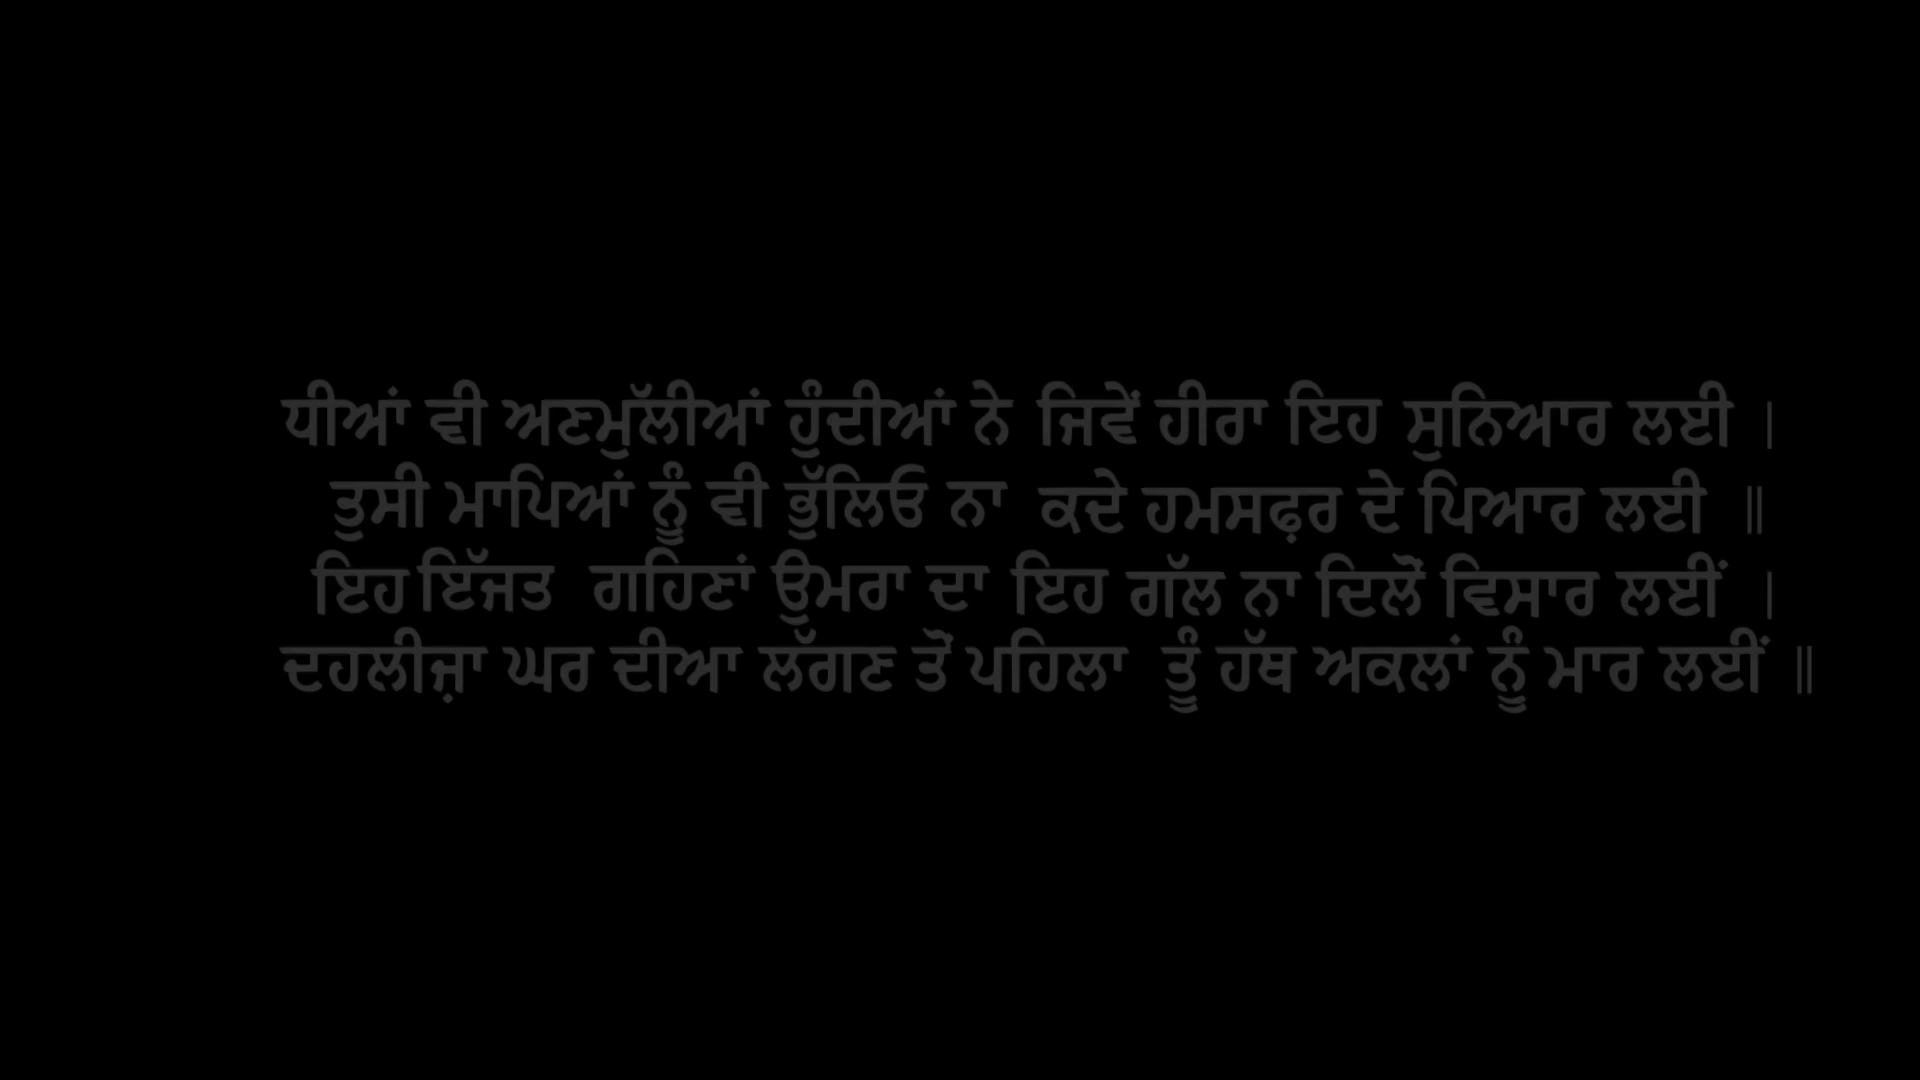 ਧੀਆਂ ਵੀ ਅਣਮੁੱਲੀਆਂ ਹੁੰਦੀਆਂ ਨੇ ਜਿਵੇਂ ਹੀਰਾ ਇਹ ਸੁਨਿਆਰ ਲਈ |
ਤੁਸੀ ਮਾਪਿਆਂ ਨੂੰ ਵੀ ਭੁੱਲਿਓ ਨਾ ਕਦੇ ਹਮਸਫ਼ਰ ਦੇ ਪਿਆਰ ਲਈ ||
ਇਹ ਇੱਜਤ ਗਹਿਣਾਂ ਉਮਰਾ ਦਾ ਇਹ ਗੱਲ ਨਾ ਦਿਲੋਂ ਵਿਸਾਰ ਲਈਂ |
ਦਹਲੀਜ਼ਾ ਘਰ ਦੀਆ ਲੱਗਣ ਤੋਂ ਪਹਿਲਾ ਤੂੰ ਹੱਥ ਅਕਲਾਂ ਨੂੰ ਮਾਰ ਲਈਂ ||